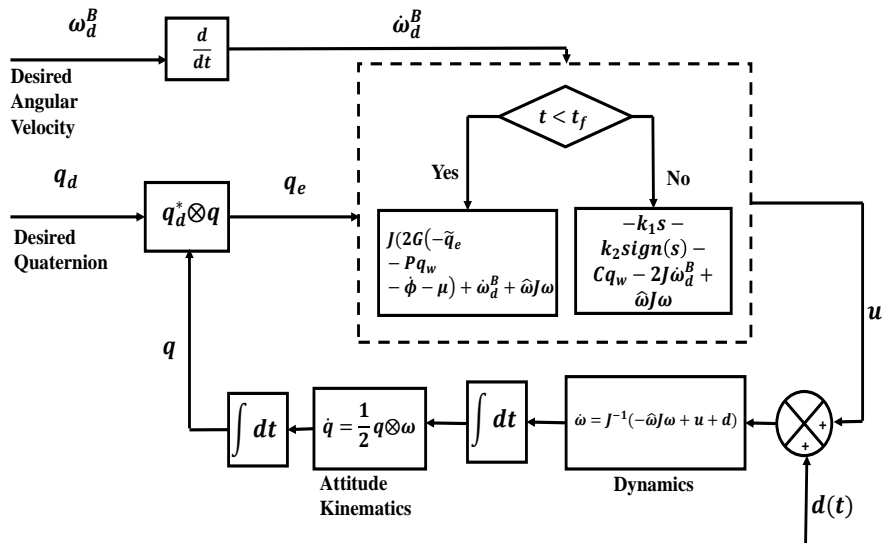 ω_d^B
d/dt
ω̇_d^B
Desired
Angular
Velocity
t < t_f
Yes
No
q_d
q_d^*⊗q
q_e
Desired
Quaternion
J(2G(−q̃_e
− Pq_w
− ϕ̇ − μ) + ω̇_d^B + ω̂Jω
−k_1s −
k_2sign(s) −
Cq_w − 2Jω̇_d^B +
ω̂Jω
u
q
∫ dt
q̇ = 1/2 q⊗ω
∫ dt
ω̇ = J^{−1}(−ω̂Jω + u + d)
+
+
Attitude
Kinematics
Dynamics
d(t)